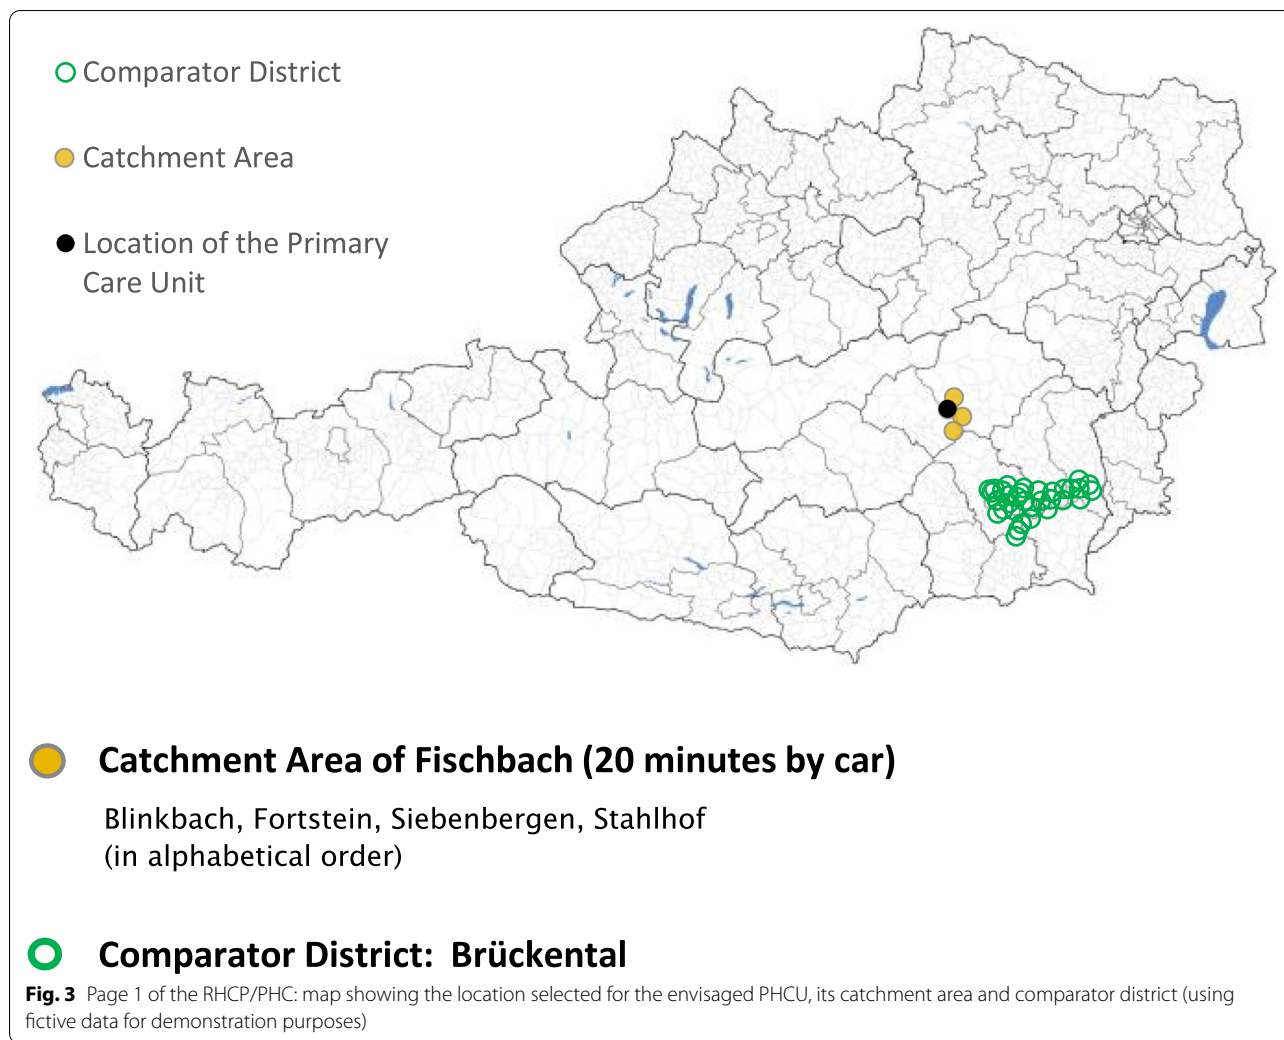 Comparator District
Catchment Area
Location of the Primary
Care Unit
Catchment Area of Fischbach (20 minutes by car)
Blinkbach, Fortstein, Siebenbergen, Stahlhof
(in alphabetical order)
Comparator District:  Brückental
Fig. 3  Page 1 of the RHCP/PHC: map showing the location selected for the envisaged PHCU, its catchment area and comparator district (using
fictive data for demonstration purposes)